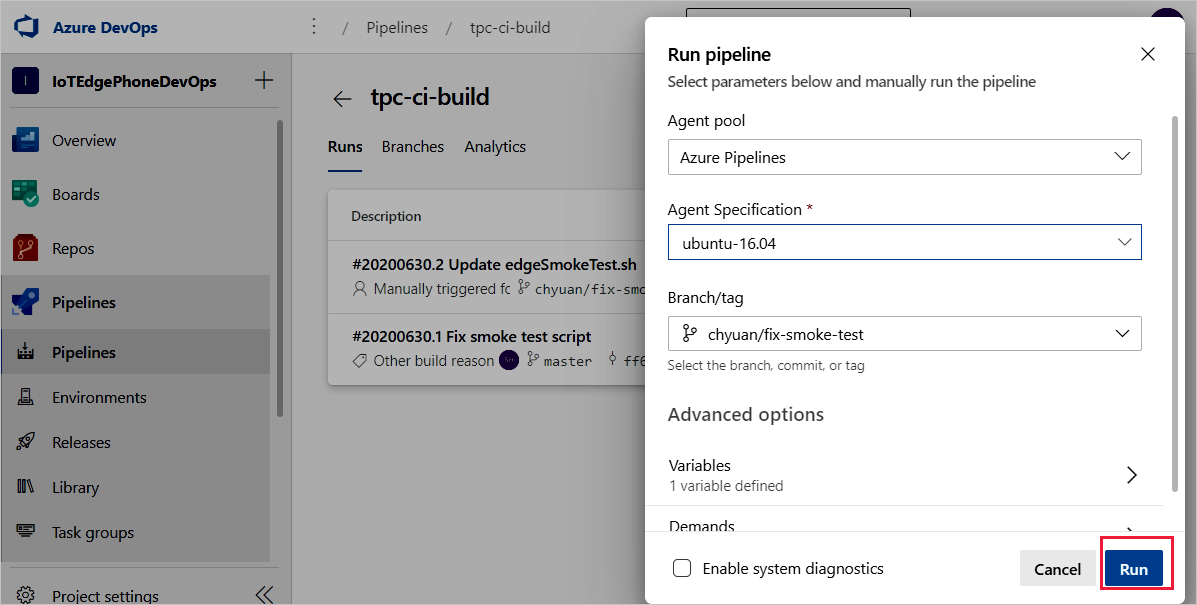 Azure DevOps
/ Pipelines / tpc-ci-build
I IoTEdgePhoneDevOps
Overview
Boards
Repos
Pipelines
Pipelines
Environments
Releases
Library
Task groups
Project settings
tpc-ci-build
Runs Branches Analytics
Description
#20200630.2 Update edgeSmokeTest.sh
Manually triggered fo chyuan/fix-smo
#20200630.1 Fix smoke test script
Other build reason SH master ff6
Run pipeline
Select parameters below and manually run the pipeline
Agent pool
Azure Pipelines
Agent Specification *
ubuntu-16.04
Branch/tag
chyuan/fix-smoke-test
Select the branch, commit, or tag
Advanced options
Variables
1 variable defined
Demands
Enable system diagnostics
Cancel
Run